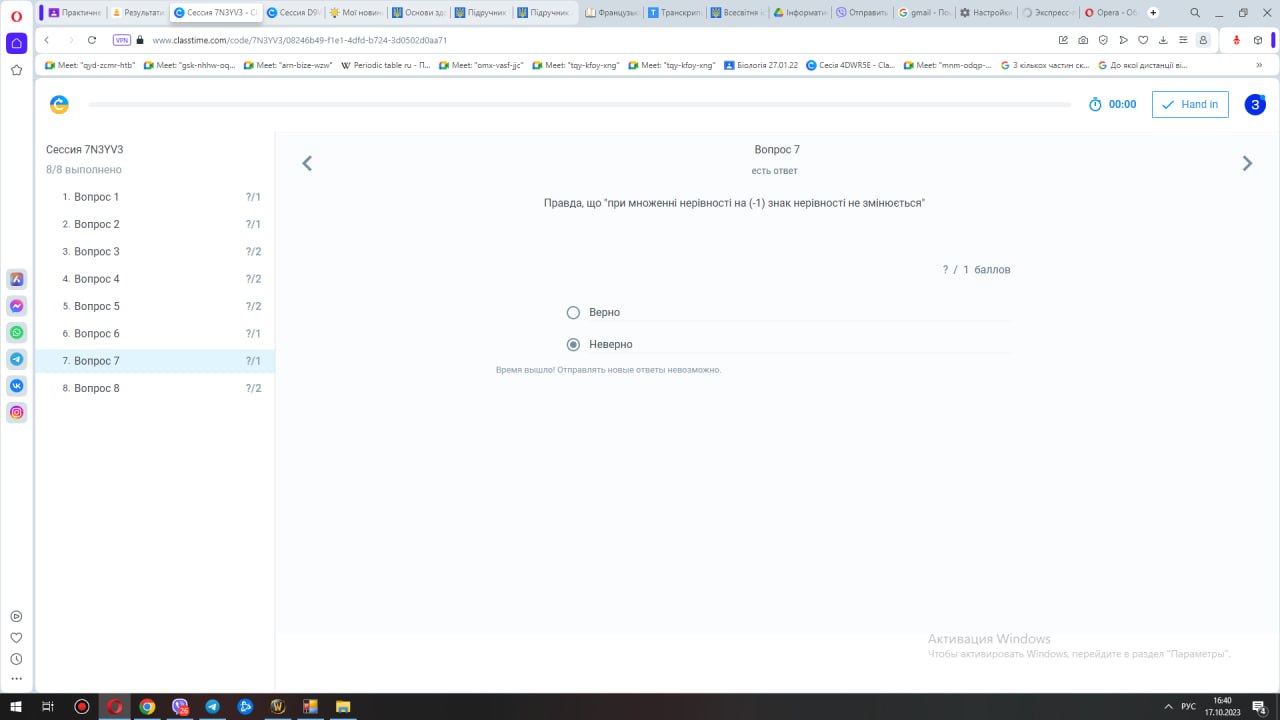 Практичне
Результати
Сессия 7N3YV3 - C
Сессия D9
Мої новин
Основи здо
Підручник
Підручник
Французьк
Транскрип
Всесвітня іс
Інформатик
Отправить
gmail - По
Настройки
Экспресс-п
Opera - Об
VPN
www.classtime.com/code/7N3YV3/08246b49-f1e1-4dfd-b724-3d0502d0aa71
Meet: "qyd-zcmr-htb"
Meet: "gsk-nhhw-oq...
Meet: "arn-bize-wzw"
Periodic table ru - П...
Meet: "omx-vasf-jjc"
Meet: "tqy-kfoy-xng"
Meet: "tqy-kfoy-xng"
Біологія 27.01.22
Сесія 4DWR5E - Cla...
Meet: "mnm-odqp-...
З кількох частин ск...
До якої дистанції ві...
»
00:00
Hand in
З
Сессия 7N3YV3
8/8 выполнено
1. Вопрос 1 ?/1
2. Вопрос 2 ?/1
3. Вопрос 3 ?/2
4. Вопрос 4 ?/2
5. Вопрос 5 ?/2
6. Вопрос 6 ?/1
7. Вопрос 7 ?/1
8. Вопрос 8 ?/2
Вопрос 7
есть ответ
Правда, що "при множенні нерівності на (-1) знак нерівності не змінюється"
? / 1 баллов
Верно
Неверно
Время вышло! Отправлять новые ответы невозможно.
Активация Windows
Чтобы активировать Windows, перейдите в раздел "Параметры".
26
РУС
16:40
17.10.2023
4